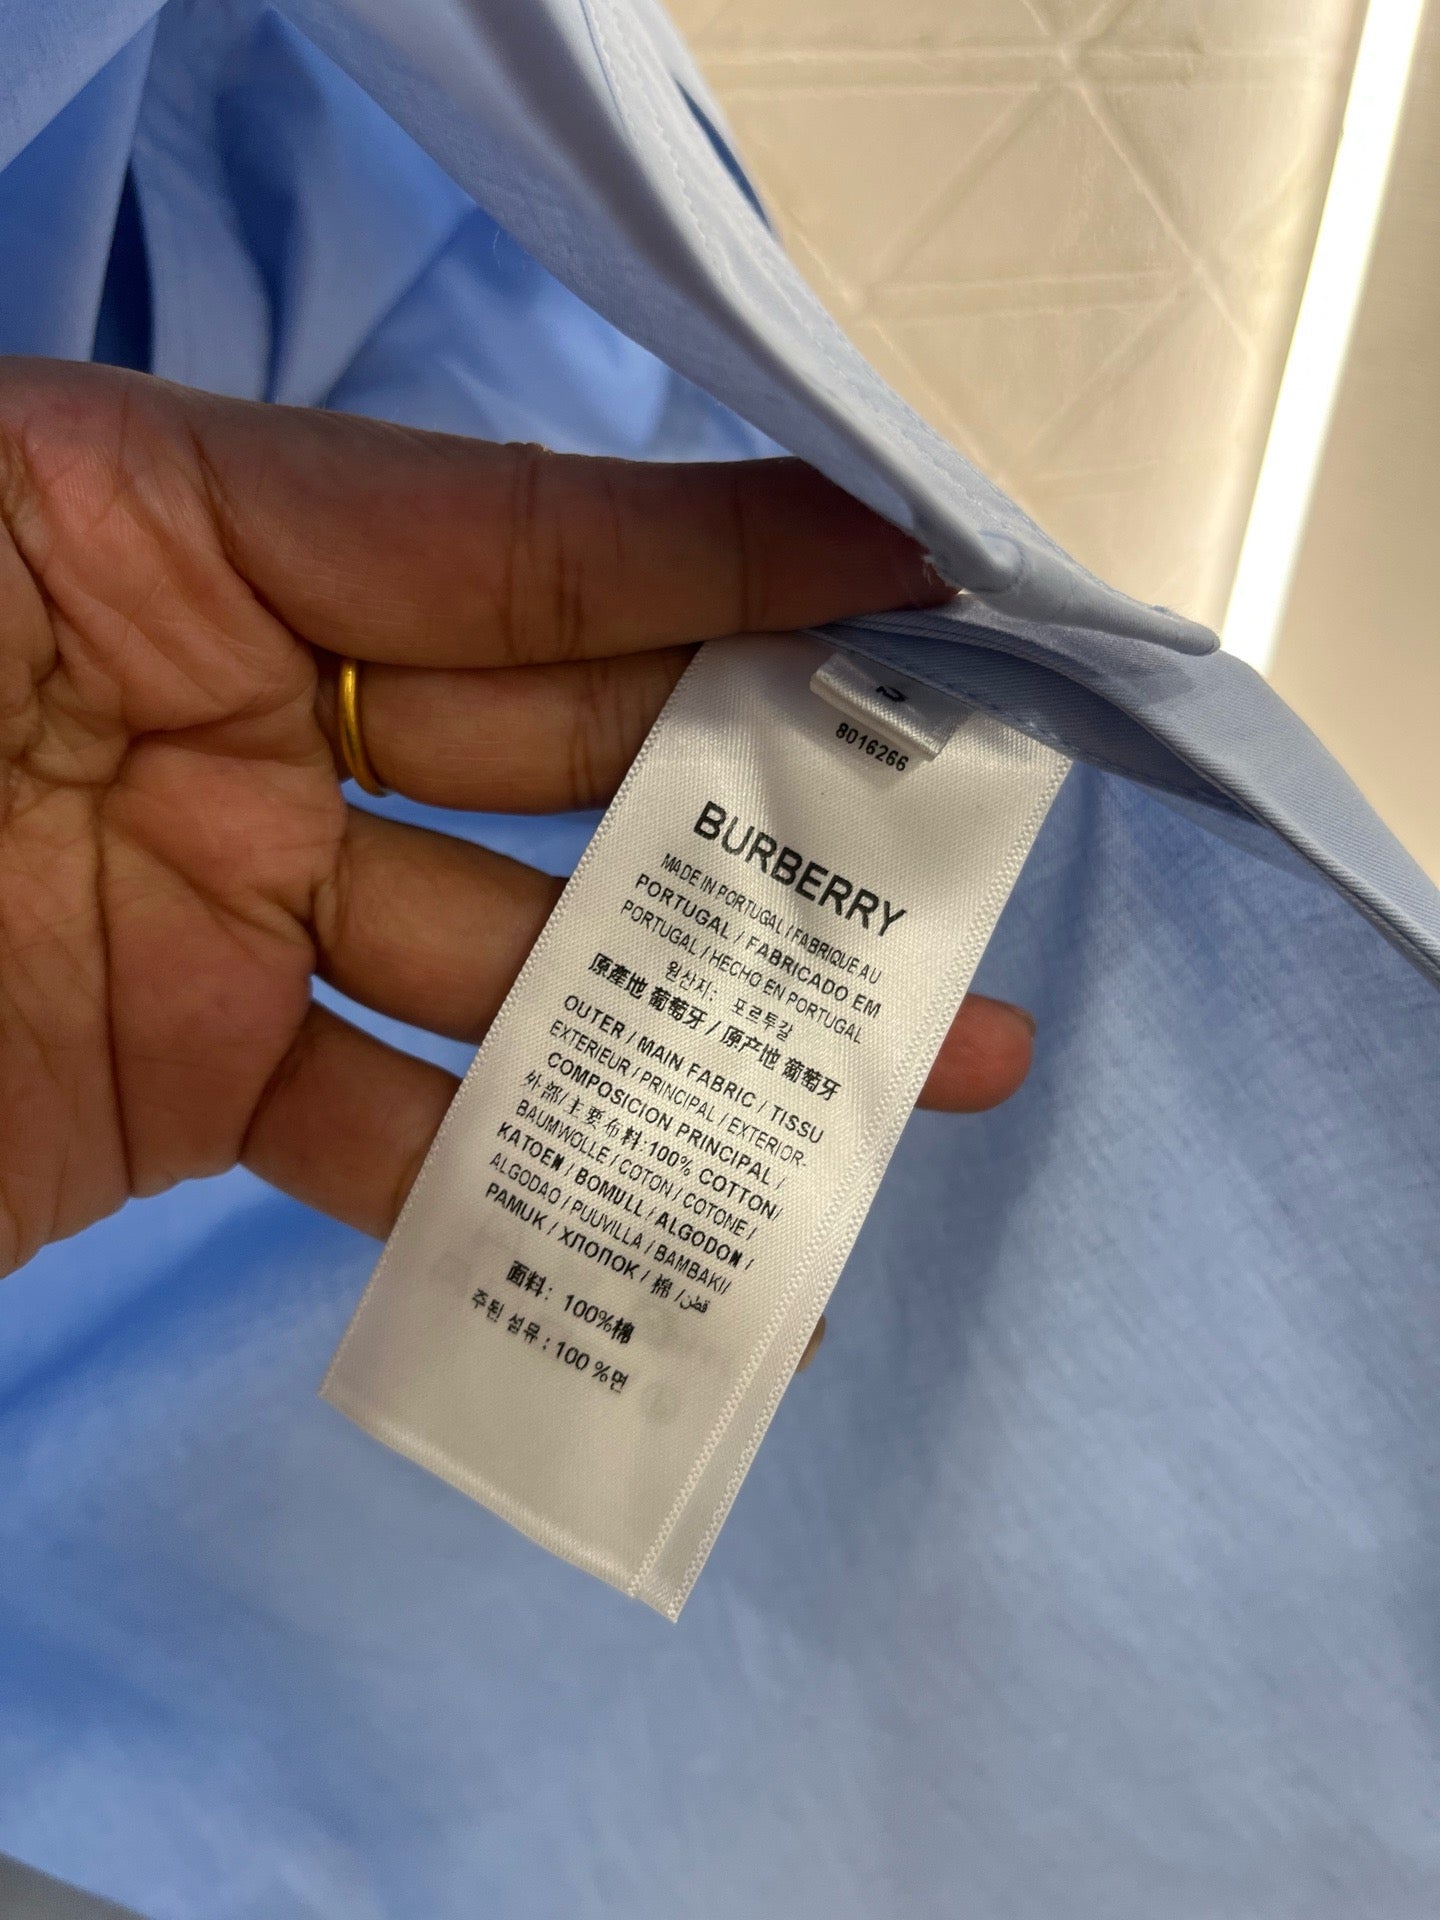 8016266
BURBERRY
MADE IN PORTUGAL / FABRIQUE AU
PORTUGAL / FABRICADO EM
PORTUGAL / HECHO EN PORTUGAL
원산지: 포르투갈
原產地 葡萄牙 / 原产地 葡萄牙
OUTER / MAIN FABRIC / TISSU
EXTERIEUR / PRINCIPAL / EXTERIOR-
COMPOSICION PRINCIPAL /
外部/主要布料:100% COTTON/
BAUMWOLLE / COTON / COTONE /
KATOEN / BOMULL / ALGODON /
ALGODAO / PUUVILLA / BAMBAKI/
PAMUK / ХЛОПОК / 棉 / قطن
面料: 100%棉
주된 섬유 : 100 %면